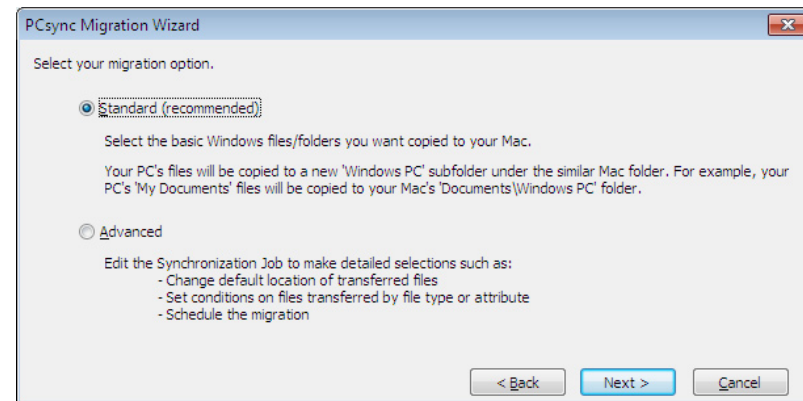 PCsync Migration Wizard
Select your migration option.
Standard (recommended)
Select the basic Windows files/folders you want copied to your Mac.
Your PC's files will be copied to a new 'Windows PC' subfolder under the similar Mac folder. For example, your
PC's 'My Documents' files will be copied to your Mac's 'Documents\Windows PC' folder.
Advanced
Edit the Synchronization Job to make detailed selections such as:
- Change default location of transferred files
- Set conditions on files transferred by file type or attribute
- Schedule the migration
< Back Next > Cancel